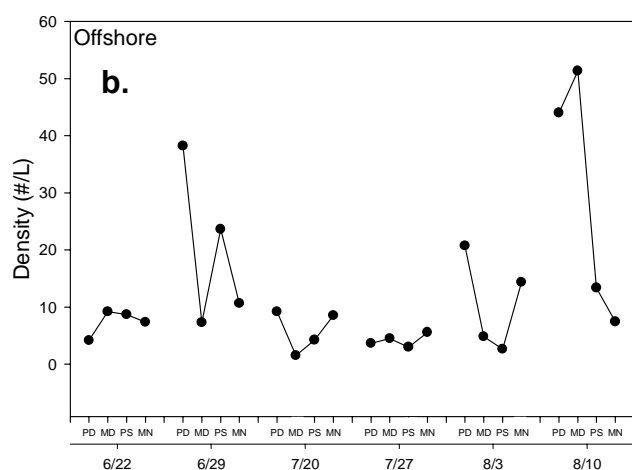 Offshore
b.
Density (#/L)
60
50
40
30
20
10
0
PD MD PS MN PD MD PS MN PD MD PS MN PD MD PS MN PD MD PS MN PD MD PS MN
6/22 6/29 7/20 7/27 8/3 8/10